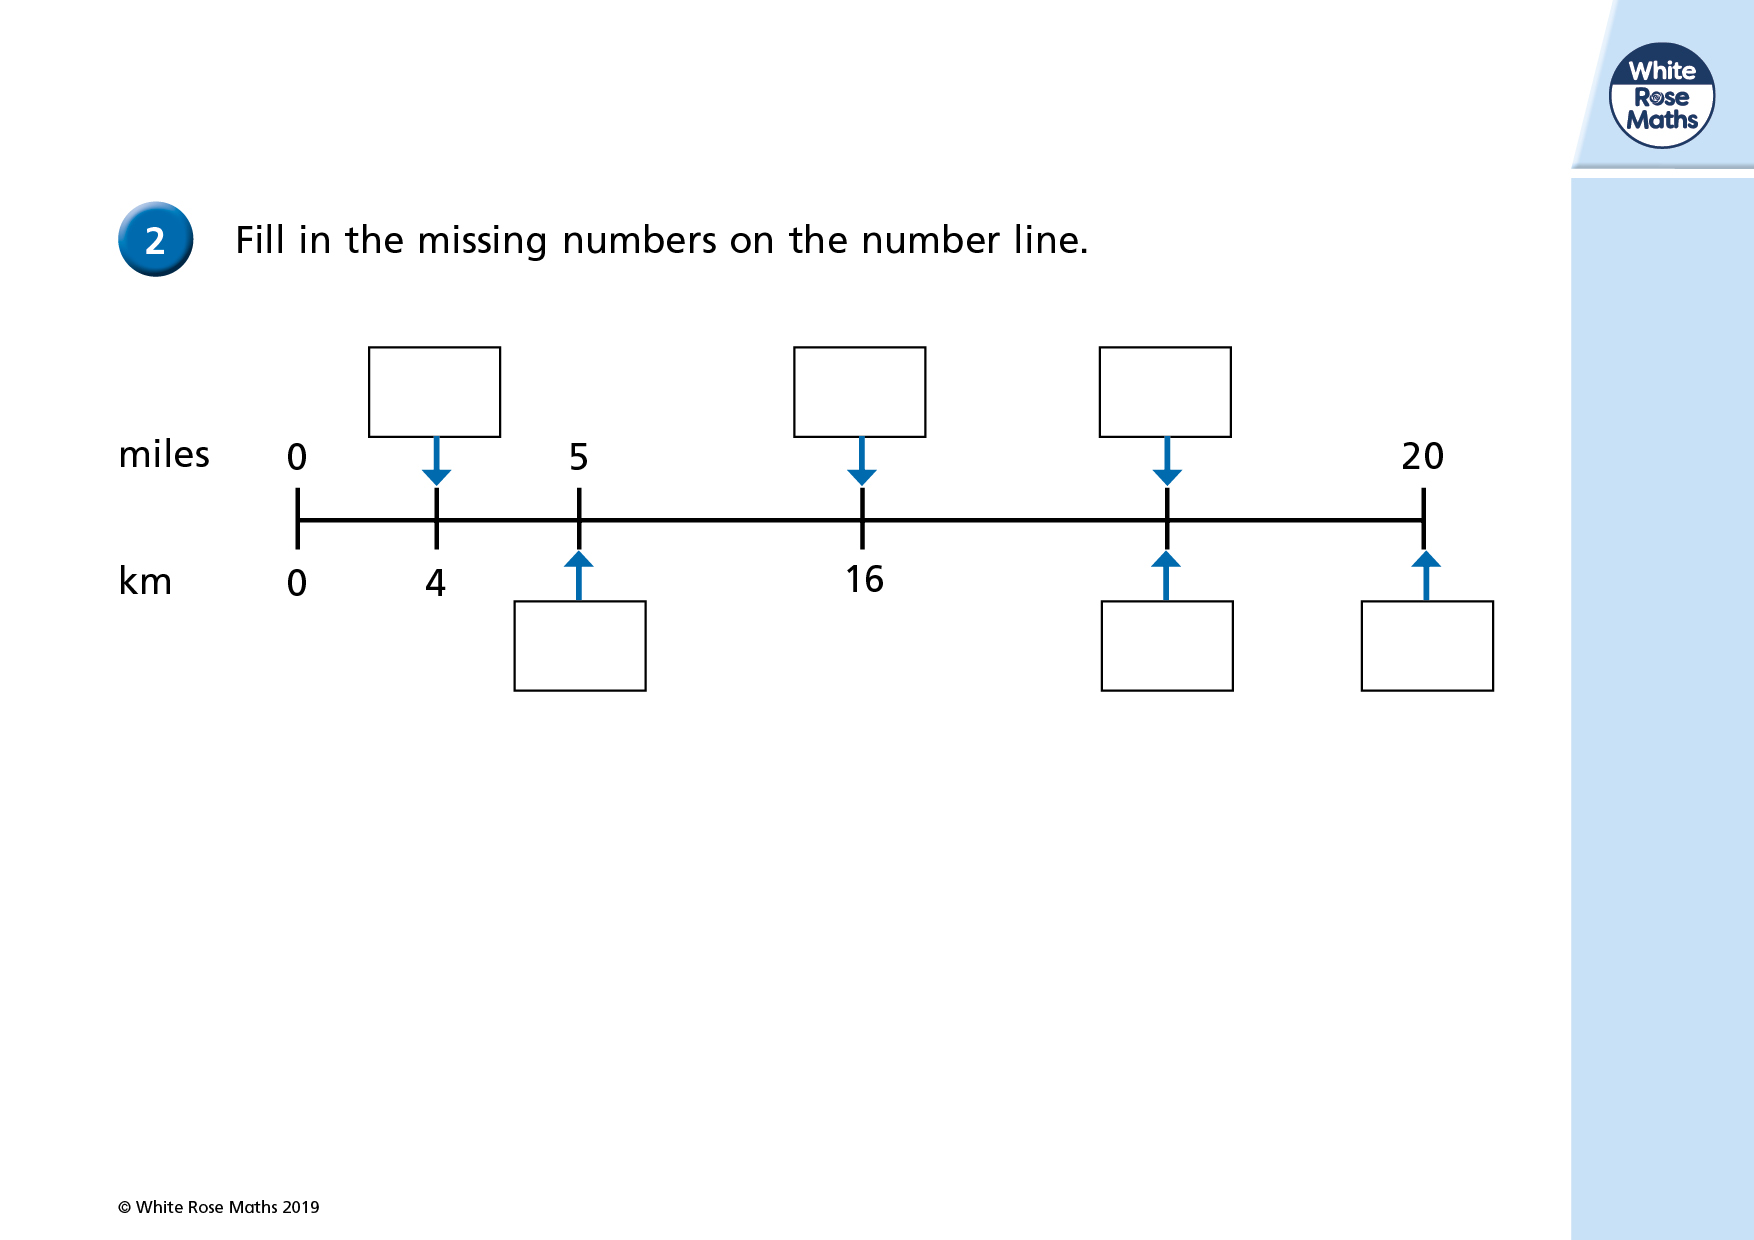 White
Rose
Maths
2 Fill in the missing numbers on the number line.
miles 0 5 20
km 0 4 16
© White Rose Maths 2019